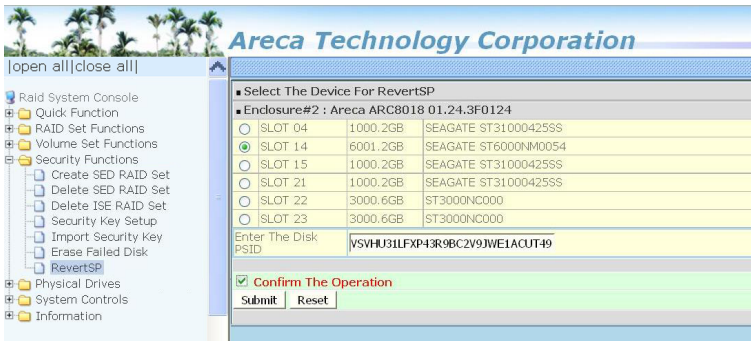 Areca Technology Corporation
|open all|close all|
Raid System Console
Quick Function
RAID Set Functions
Volume Set Functions
Security Functions
Create SED RAID Set
Delete SED RAID Set
Delete ISE RAID Set
Security Key Setup
Import Security Key
Erase Failed Disk
RevertSP
Physical Drives
System Controls
Information
Select The Device For RevertSP
Enclosure#2 : Areca ARC8018 01.24.3F0124
SLOT 04 1000.2GB SEAGATE ST31000425SS
SLOT 14 6001.2GB SEAGATE ST6000NM0054
SLOT 15 1000.2GB SEAGATE ST31000425SS
SLOT 21 1000.2GB SEAGATE ST31000425SS
SLOT 22 3000.6GB ST3000NC000
SLOT 23 3000.6GB ST3000NC000
Enter The Disk PSID VSVHU31LFXP43R9BC2V9JWE1ACUT49
Confirm The Operation
Submit Reset